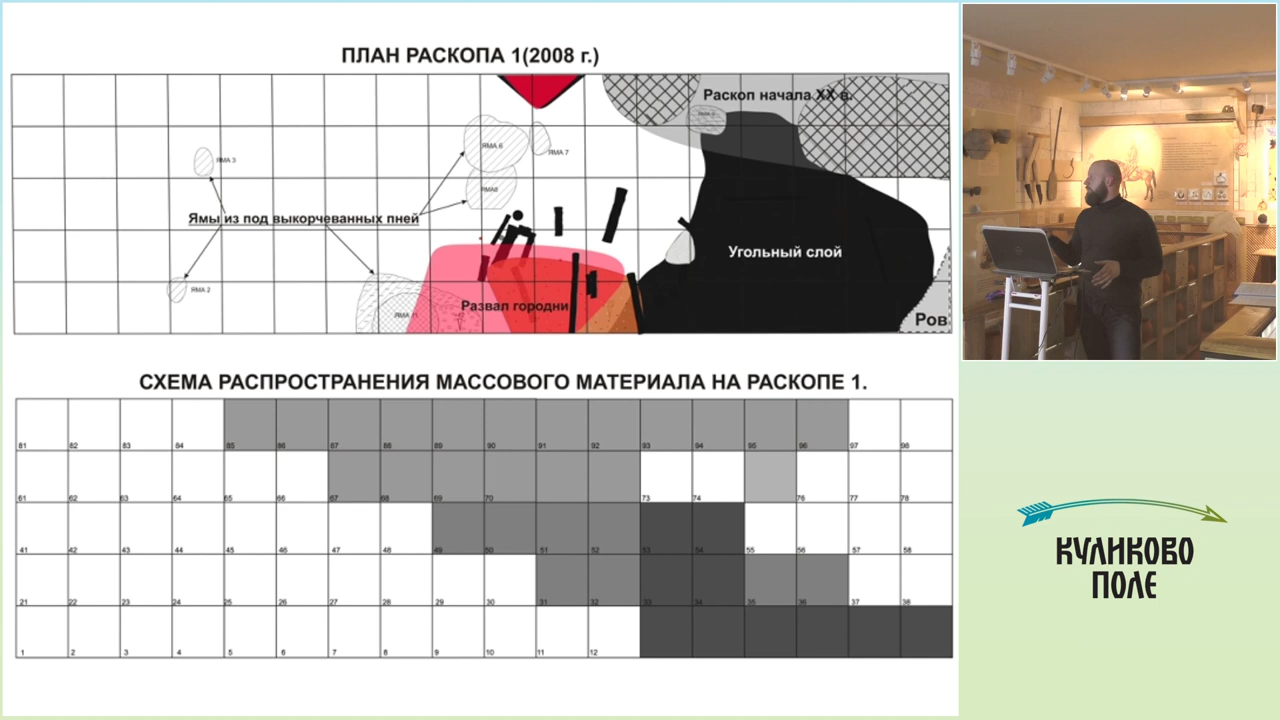 ПЛАН РАСКОПА 1(2008 г.)
Раскоп начала XX в.
ЯМА 6
ЯМА 7
ЯМА 3
ЯМА8
Ямы из под выкорчеванных пней
Угольный слой
ЯМА 2
Развал городни
ЯМА 11
Ров
СХЕМА РАСПРОСТРАНЕНИЯ МАССОВОГО МАТЕРИАЛА НА РАСКОПЕ 1.
81 82 83 84 85 86 87 88 89 90 91 92 93 94 95 96 97 98
61 62 63 64 65 66 67 68 69 70 73 74 76 77 78
41 42 43 44 45 46 47 48 49 50 51 52 53 54 55 56 57 58
21 22 23 24 25 26 27 28 29 30 31 32 33 34 35 36 37 38
1 2 3 4 5 6 7 8 9 10 11 12
КУЛИКОВО
ПОЛЕ